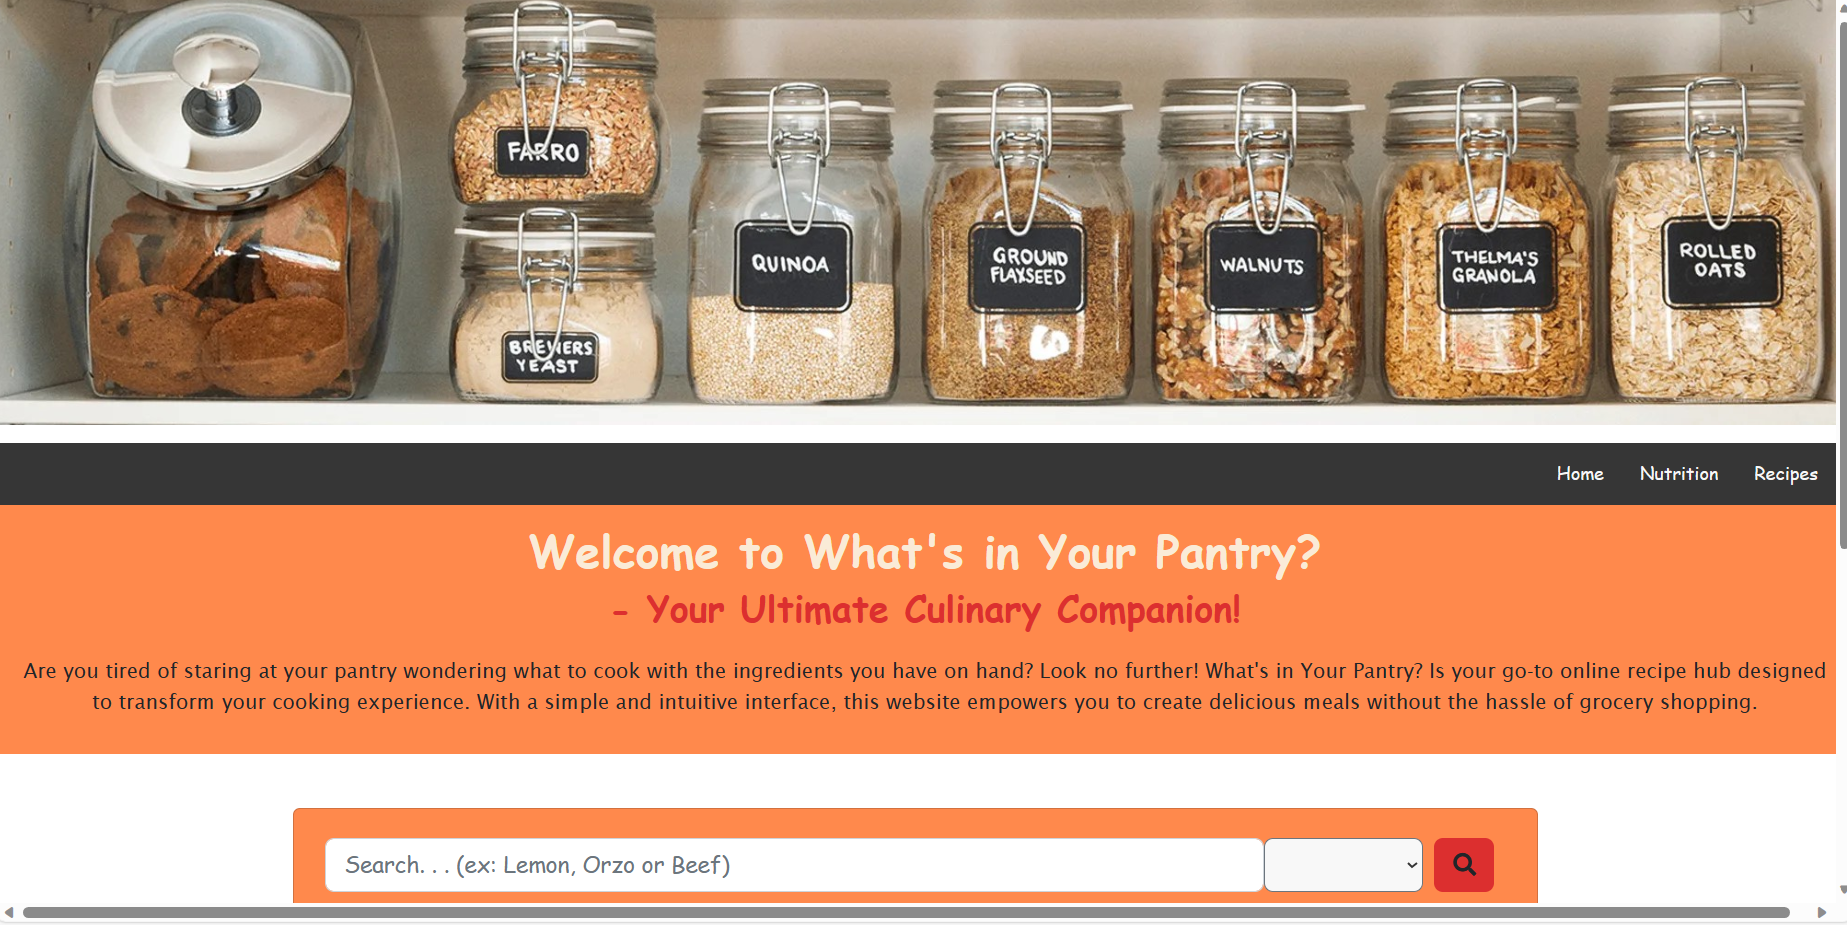 FARRO
BREWERS
YEAST
QUINOA
GROUND
FLAXSEED
WALNUTS
THELMA'S
GRANOLA
ROLLED
OATS
Home Nutrition Recipes
Welcome to What's in Your Pantry?
- Your Ultimate Culinary Companion!
Are you tired of staring at your pantry wondering what to cook with the ingredients you have on hand? Look no further! What's in Your Pantry? Is your go-to online recipe hub designed
to transform your cooking experience. With a simple and intuitive interface, this website empowers you to create delicious meals without the hassle of grocery shopping.
Search. . . (ex: Lemon, Orzo or Beef)